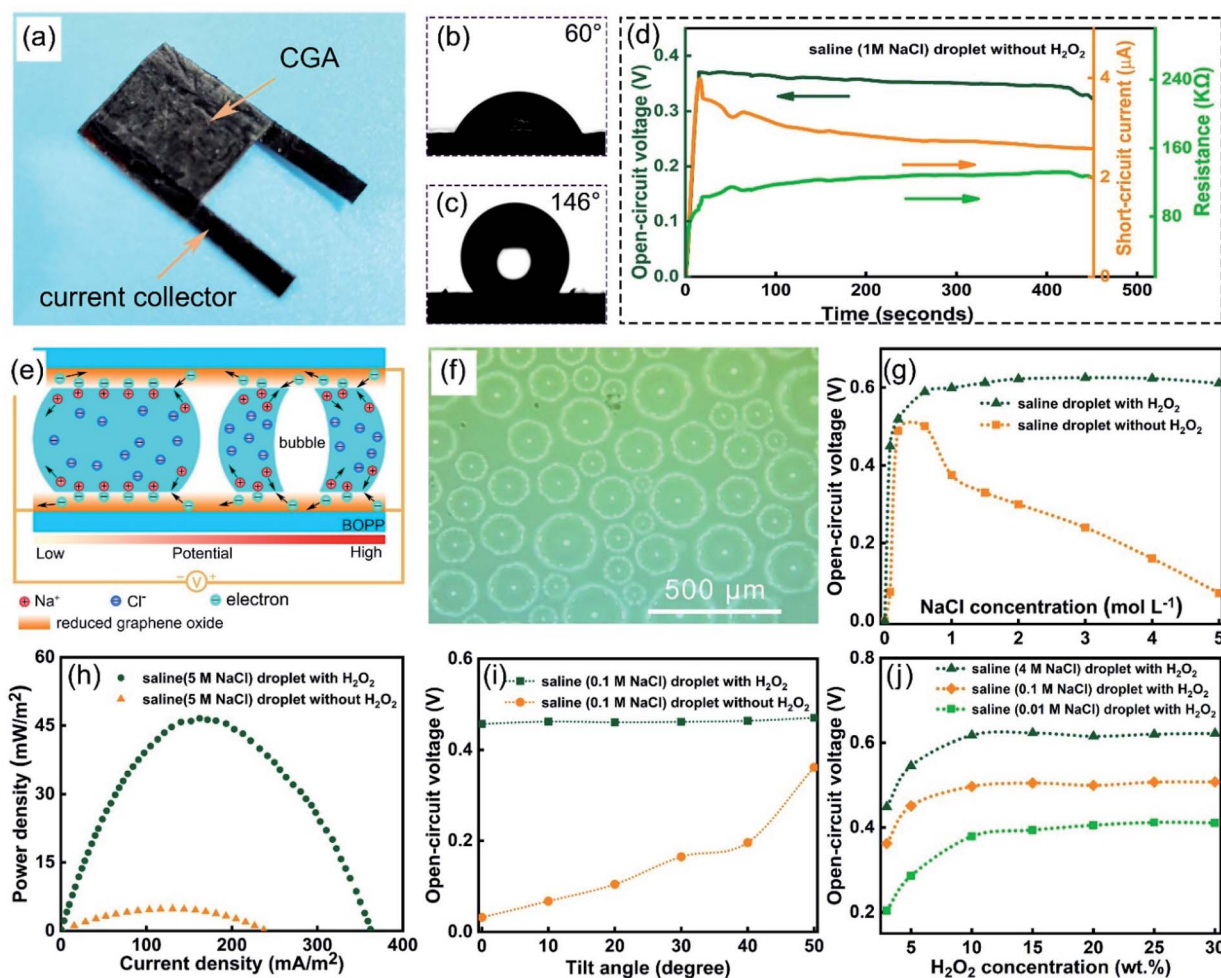 (a)
CGA
current collector
(b)
60°
(c)
146°
(d)
saline (1M NaCl) droplet without H₂O₂
Open-circuit voltage (V)
0.4
0.3
0.2
0.1
0.0
0
100
200
300
400
500
Time (seconds)
4
2
0
Short-cricuit current (μA)
240
160
80
Resistance (KΩ)
(e)
bubble
BOPP
Low
Potential
High
− V +
Na⁺
Cl⁻
electron
reduced graphene oxide
(f)
500 μm
(g)
Open-circuit voltage (V)
0.6
0.4
0.2
0.0
saline droplet with H₂O₂
saline droplet without H₂O₂
NaCl concentration (mol L⁻¹)
0
1
2
3
4
5
(h)
Power density (mW/m²)
60
45
30
15
0
saline(5 M NaCl) droplet with H₂O₂
saline(5 M NaCl) droplet without H₂O₂
0
100
200
300
400
Current density (mA/m²)
(i)
Open-circuit voltage (V)
0.6
0.4
0.2
0.0
saline (0.1 M NaCl) droplet with H₂O₂
saline (0.1 M NaCl) droplet without H₂O₂
0
10
20
30
40
50
Tilt angle (degree)
(j)
Open-circuit voltage (V)
0.8
0.6
0.4
0.2
saline (4 M NaCl) droplet with H₂O₂
saline (0.1 M NaCl) droplet with H₂O₂
saline (0.01 M NaCl) droplet with H₂O₂
5
10
15
20
25
30
H₂O₂ concentration (wt.%)